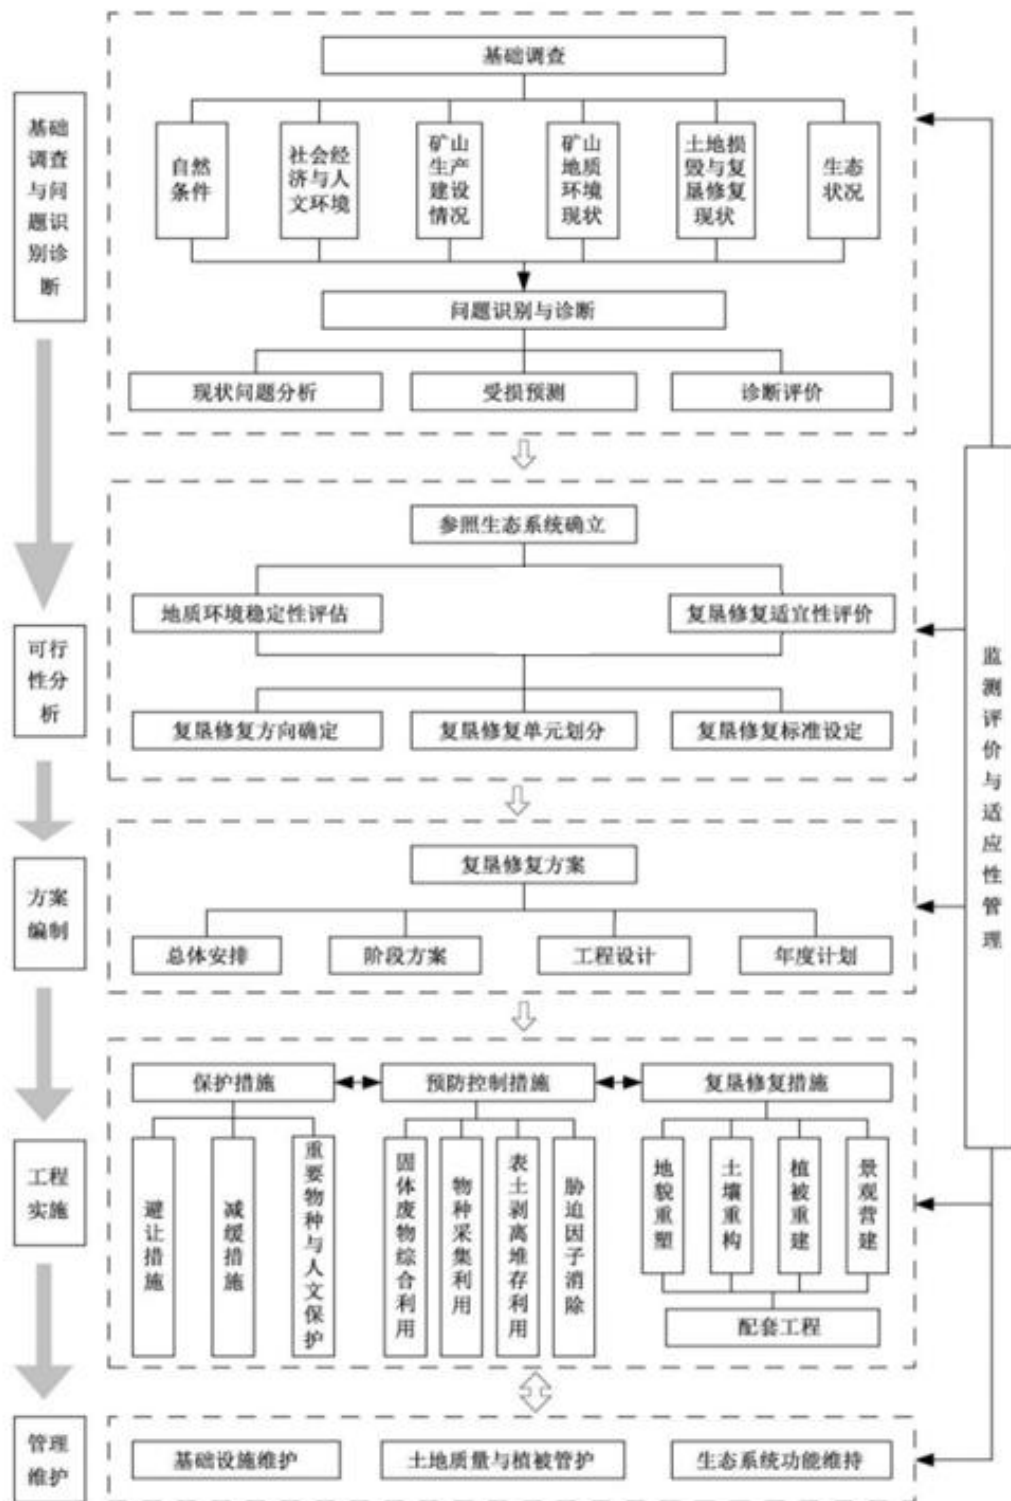 基础
调查
与问
题识
别诊
断
基础调查
自然
条件
社会经
济与人
文环境
矿山
生产
建设
情况
矿山
地质
环境
现状
土地损
毁与复
垦修复
现状
生态
状况
问题识别与诊断
现状问题分析
受损预测
诊断评价
可行
性分
析
参照生态系统确立
地质环境稳定性评估
复垦修复适宜性评价
复垦修复方向确定
复垦修复单元划分
复垦修复标准设定
方案
编制
复垦修复方案
总体安排
阶段方案
工程设计
年度计划
工程
实施
保护措施
预防控制措施
复垦修复措施
避让措施
减缓措施
重要物种与人文保护
固体废物综合利用
物种采集利用
表土剥离堆存利用
胁迫因子消除
地貌重塑
土壤重构
植被重建
景观营建
配套工程
管理
维护
基础设施维护
土地质量与植被管护
生态系统功能维持
监测评价与适应性管理